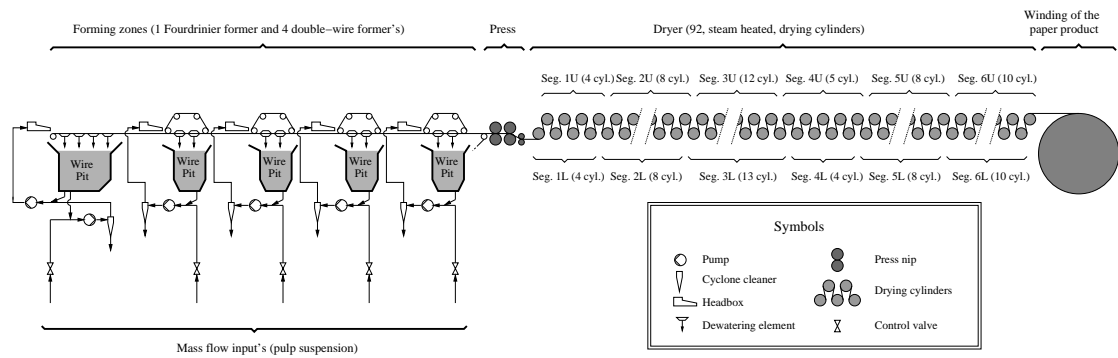 Forming zones (1 Fourdrinier former and 4 double−wire former's)
Press
Dryer (92, steam heated, drying cylinders)
Winding of the
paper product
Seg. 1U (4 cyl.)
Seg. 2U (8 cyl.)
Seg. 3U (12 cyl.)
Seg. 4U (5 cyl.)
Seg. 5U (8 cyl.)
Seg. 6U (10 cyl.)
Wire
Pit
Wire
Pit
Wire
Pit
Wire
Pit
Wire
Pit
Seg. 1L (4 cyl.)
Seg. 2L (8 cyl.)
Seg. 3L (13 cyl.)
Seg. 4L (4 cyl.)
Seg. 5L (8 cyl.)
Seg. 6L (10 cyl.)
Symbols
Pump
Cyclone cleaner
Headbox
Dewatering element
Press nip
Drying cylinders
Control valve
Mass flow input's (pulp suspension)